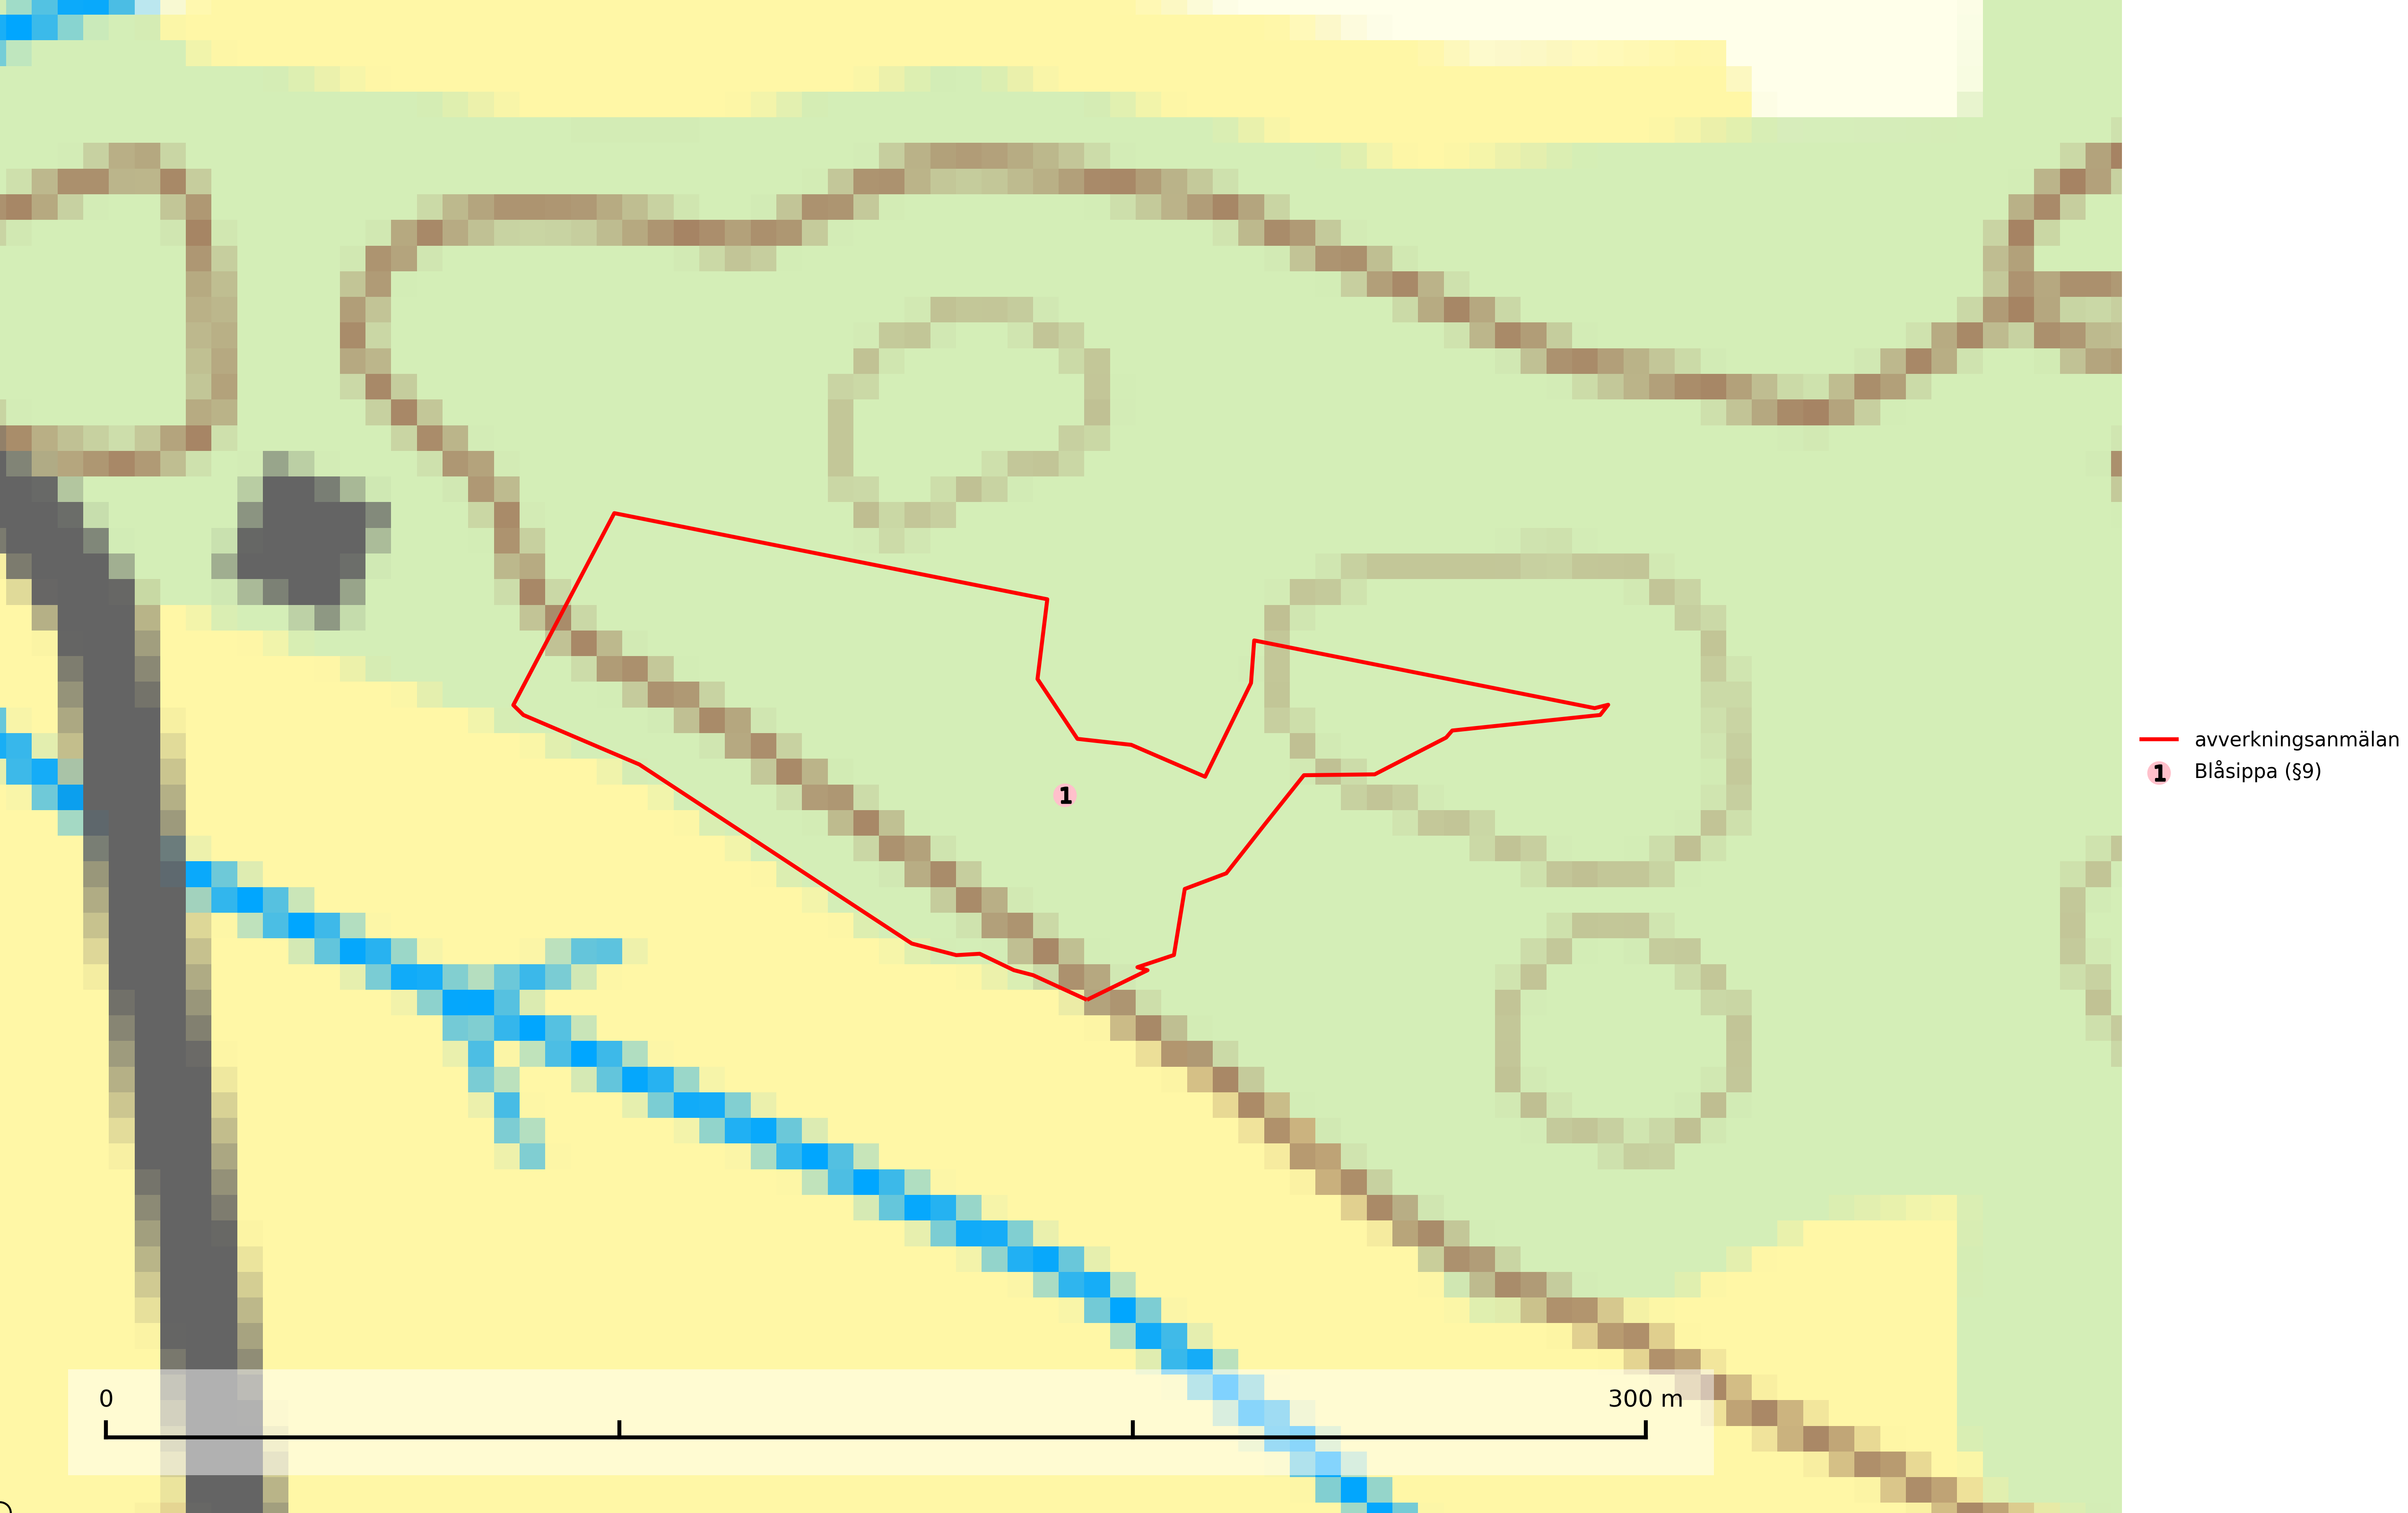 avverkningsanmälan
1 Blåsippa (§9)
1
0 300 m